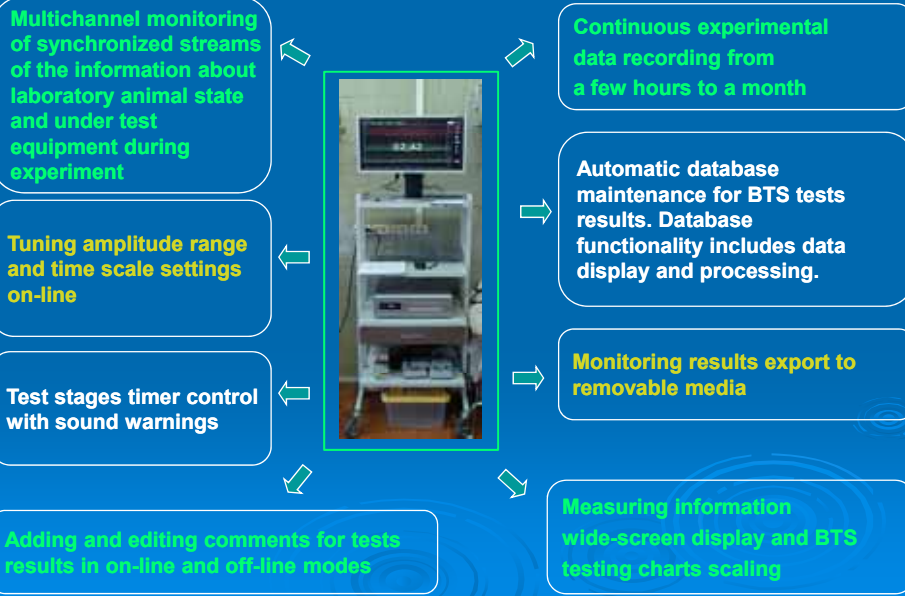 Multichannel monitoring
of synchronized streams
of the information about
laboratory animal state
and under test
equipment during
experiment
Tuning amplitude range
and time scale settings
on-line
Test stages timer control
with sound warnings
Adding and editing comments for tests
results in on-line and off-line modes
Continuous experimental
data recording from
a few hours to a month
Automatic database
maintenance for BTS tests
results. Database
functionality includes data
display and processing.
Monitoring results export to
removable media
Measuring information
wide-screen display and BTS
testing charts scaling